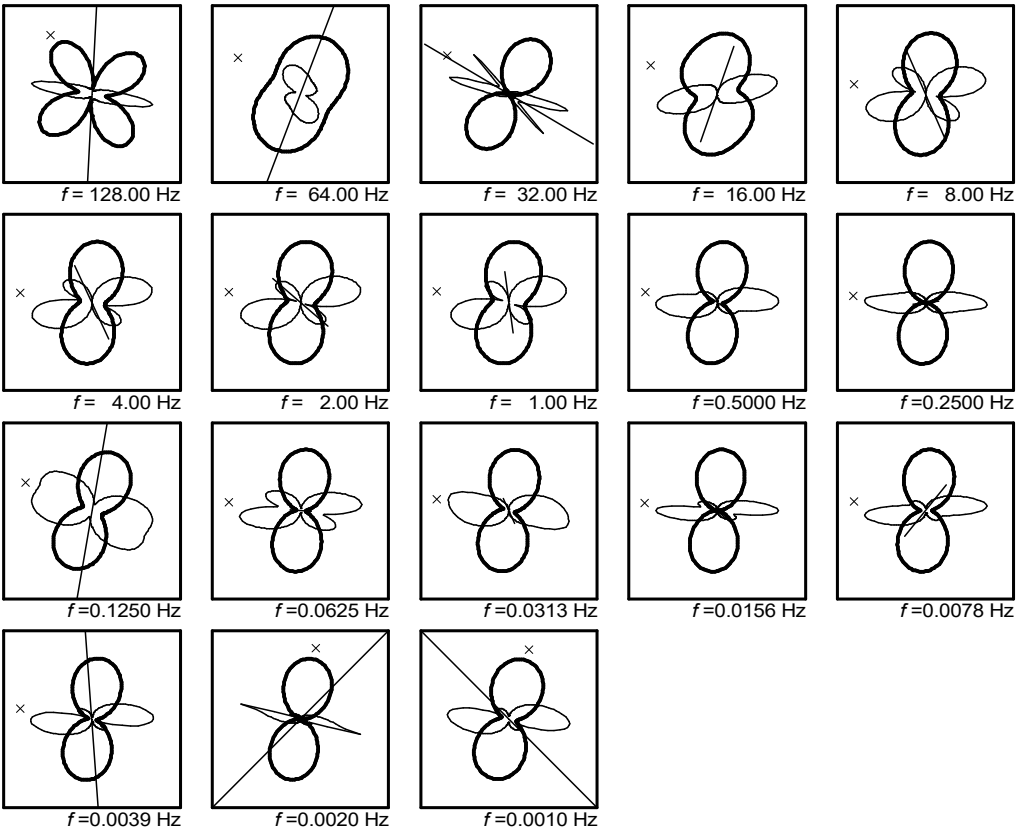 f = 128.00 Hz
f = 64.00 Hz
f = 32.00 Hz
f = 16.00 Hz
f = 8.00 Hz
f = 4.00 Hz
f = 2.00 Hz
f = 1.00 Hz
f =0.5000 Hz
f =0.2500 Hz
f =0.1250 Hz
f =0.0625 Hz
f =0.0313 Hz
f =0.0156 Hz
f =0.0078 Hz
f =0.0039 Hz
f =0.0020 Hz
f =0.0010 Hz